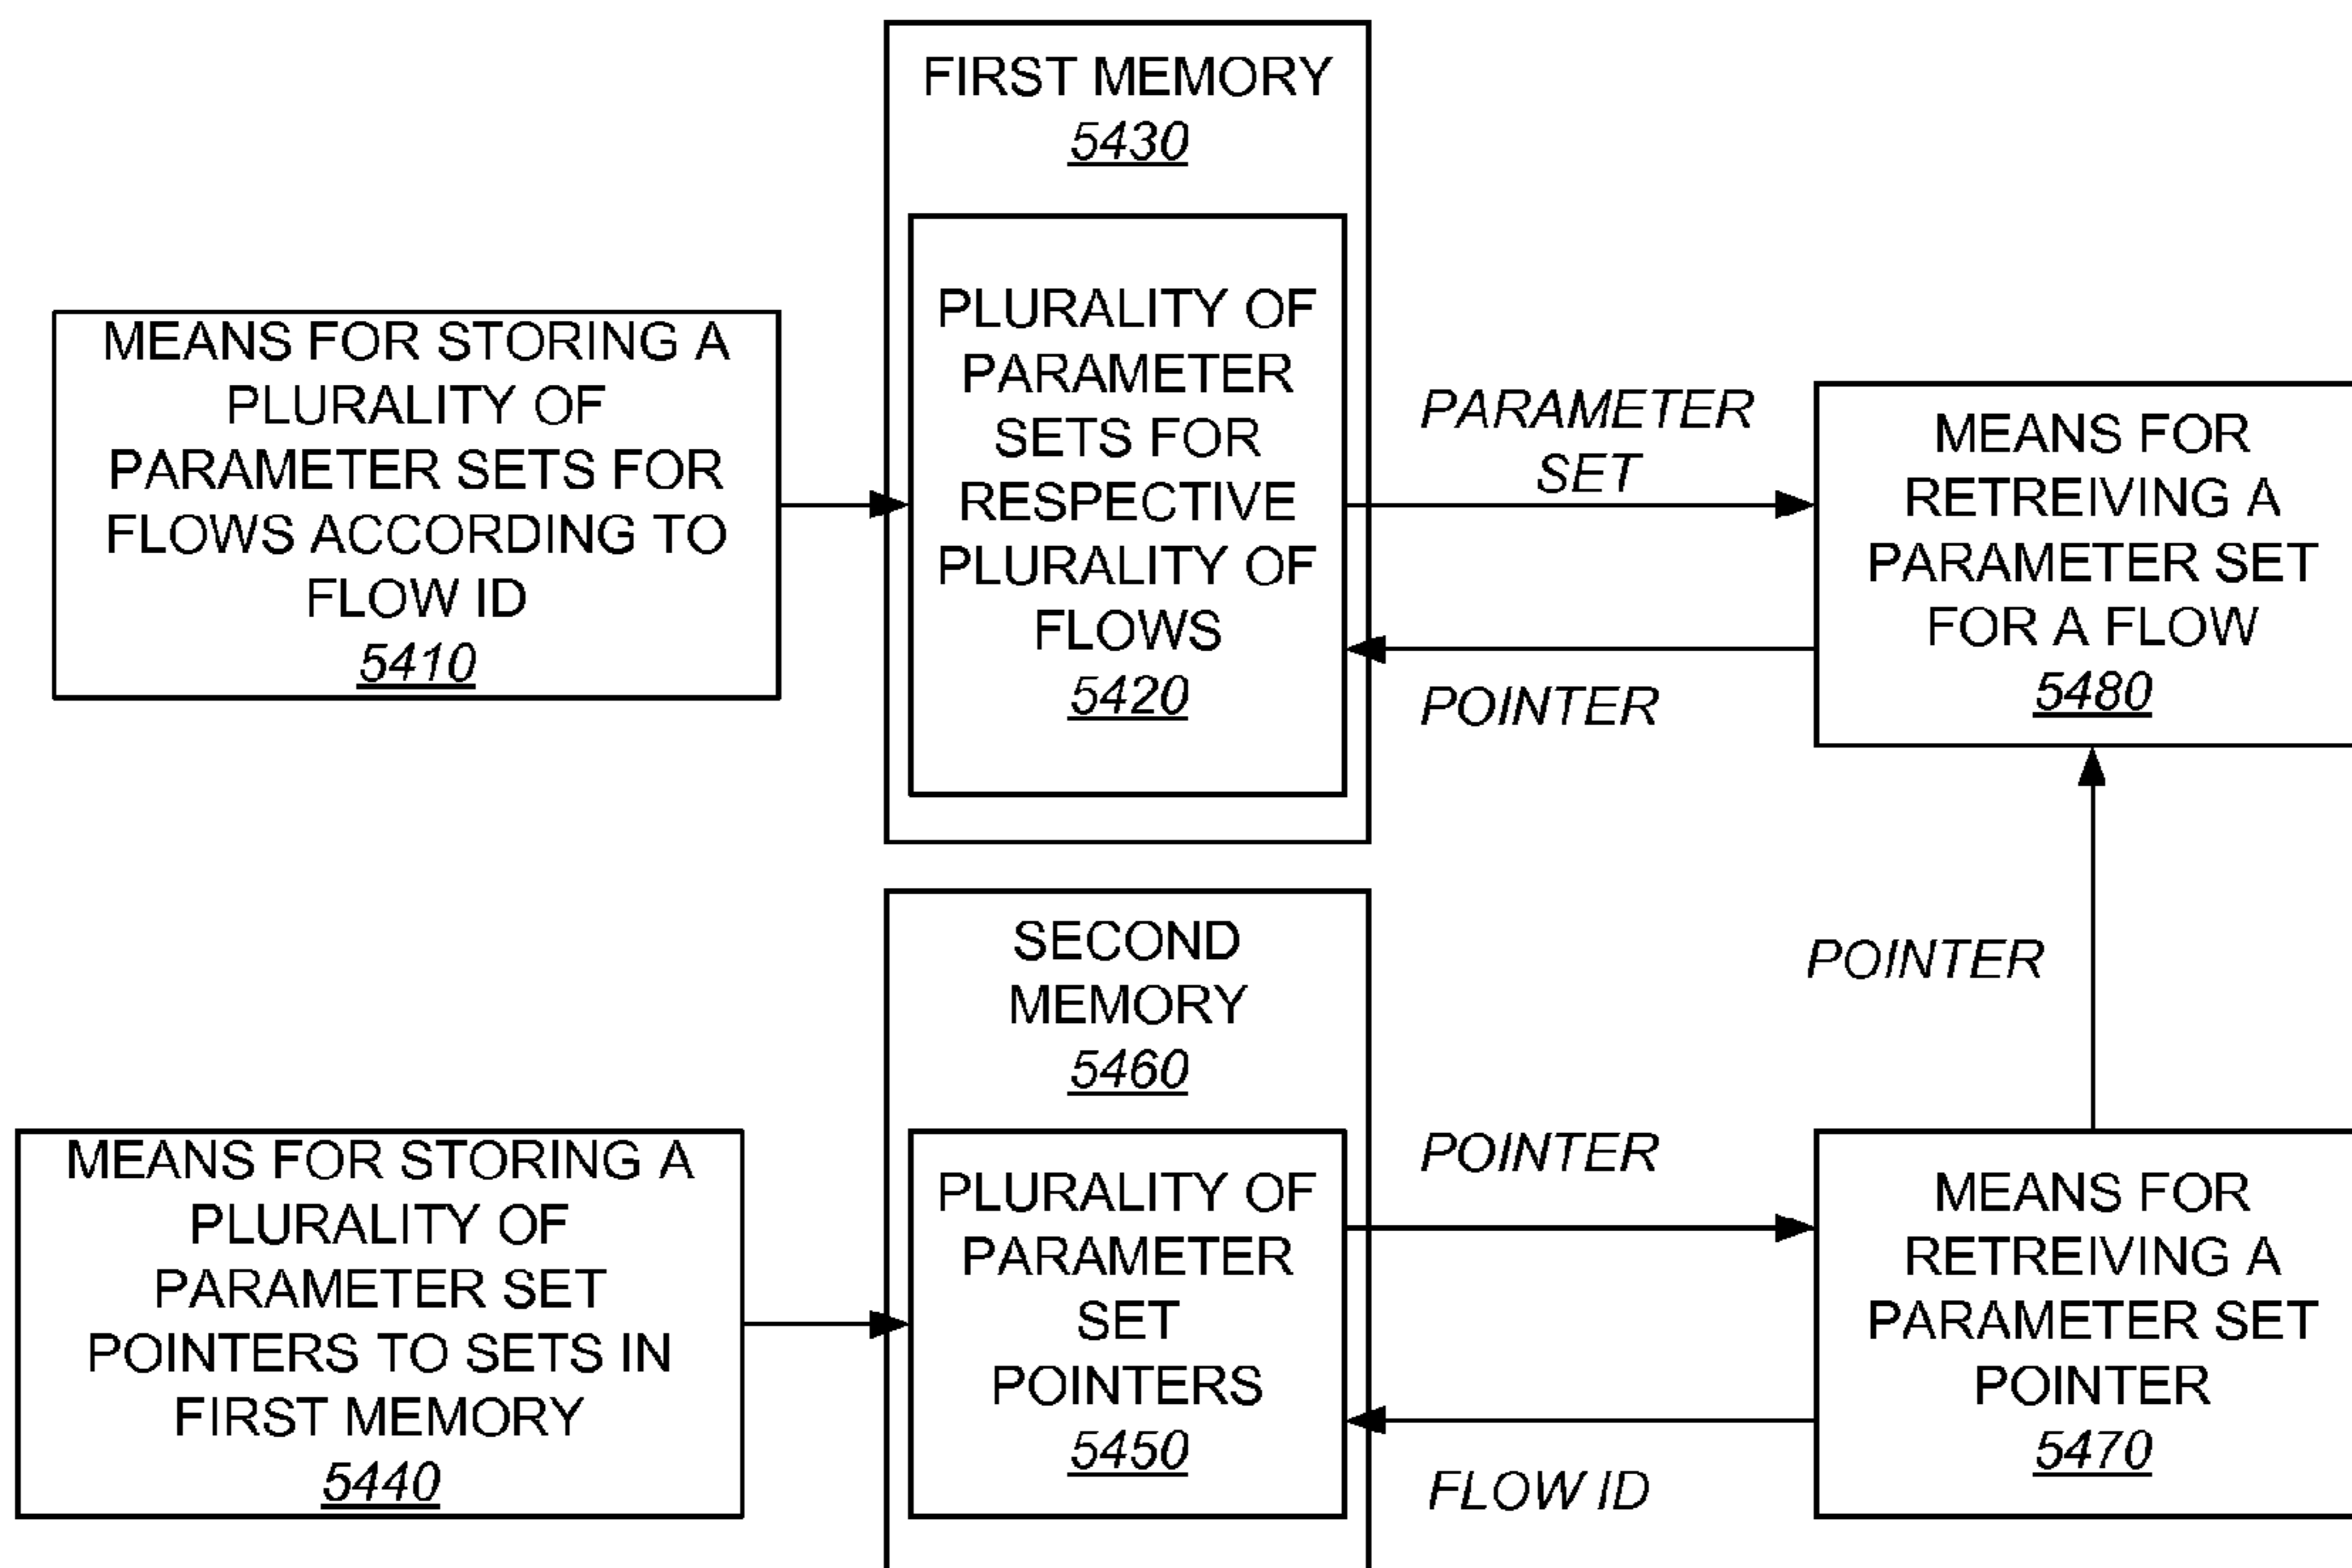 FIRST MEMORY
5430
PLURALITY OF
PARAMETER
SETS FOR
RESPECTIVE
PLURALITY OF
FLOWS
5420
MEANS FOR STORING A
PLURALITY OF
PARAMETER SETS FOR
FLOWS ACCORDING TO
FLOW ID
5410
PARAMETER
SET
POINTER
MEANS FOR
RETREIVING A
PARAMETER SET
FOR A FLOW
5480
POINTER
SECOND
MEMORY
5460
PLURALITY OF
PARAMETER
SET
POINTERS
5450
MEANS FOR STORING A
PLURALITY OF
PARAMETER SET
POINTERS TO SETS IN
FIRST MEMORY
5440
POINTER
FLOW ID
MEANS FOR
RETREIVING A
PARAMETER SET
POINTER
5470